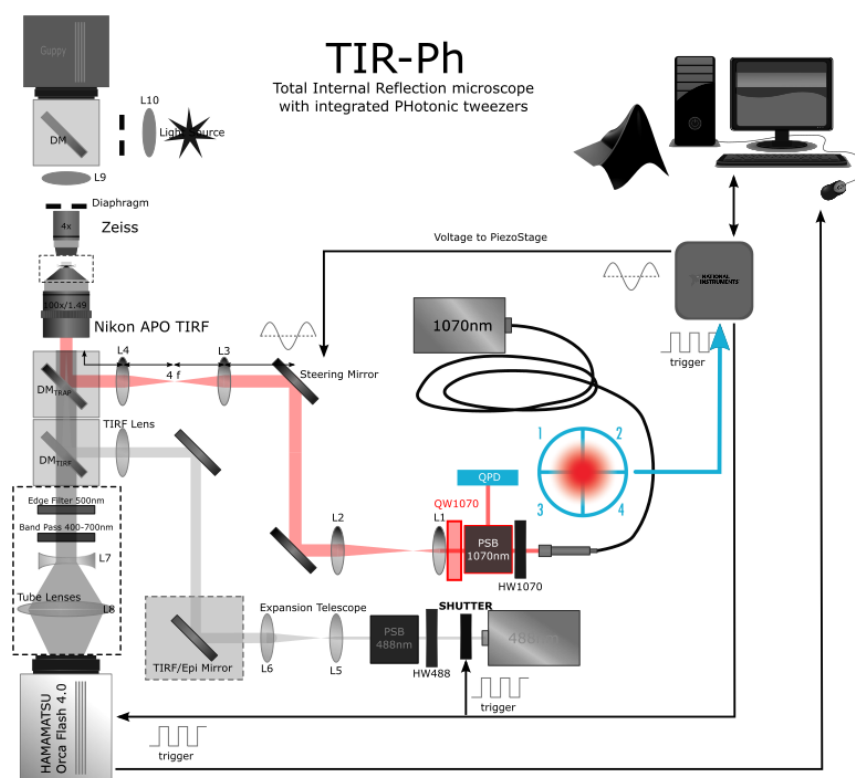 TIR-Ph
Total Internal Reflection microscope
with integrated PHotonic tweezers
Guppy
L10
Light Source
DM
L9
Diaphragm
4x
Zeiss
100x/1.49
Nikon APO TIRF
Voltage to PiezoStage
NATIONAL
INSTRUMENTS
trigger
1070nm
L4
L3
4 f
Steering Mirror
DMTRAP
TIRF Lens
DMTIRF
1
2
3
4
QPD
QW1070
Edge Filter 500nm
Band Pass 400-700nm
L2
L1
PSB
1070nm
HW1070
L7
Tube Lenses
L8
Expansion Telescope
SHUTTER
PSB
488nm
488nm
TIRF/Epi Mirror
L6
L5
HW488
trigger
HAMAMATSU
Orca Flash 4.0
trigger